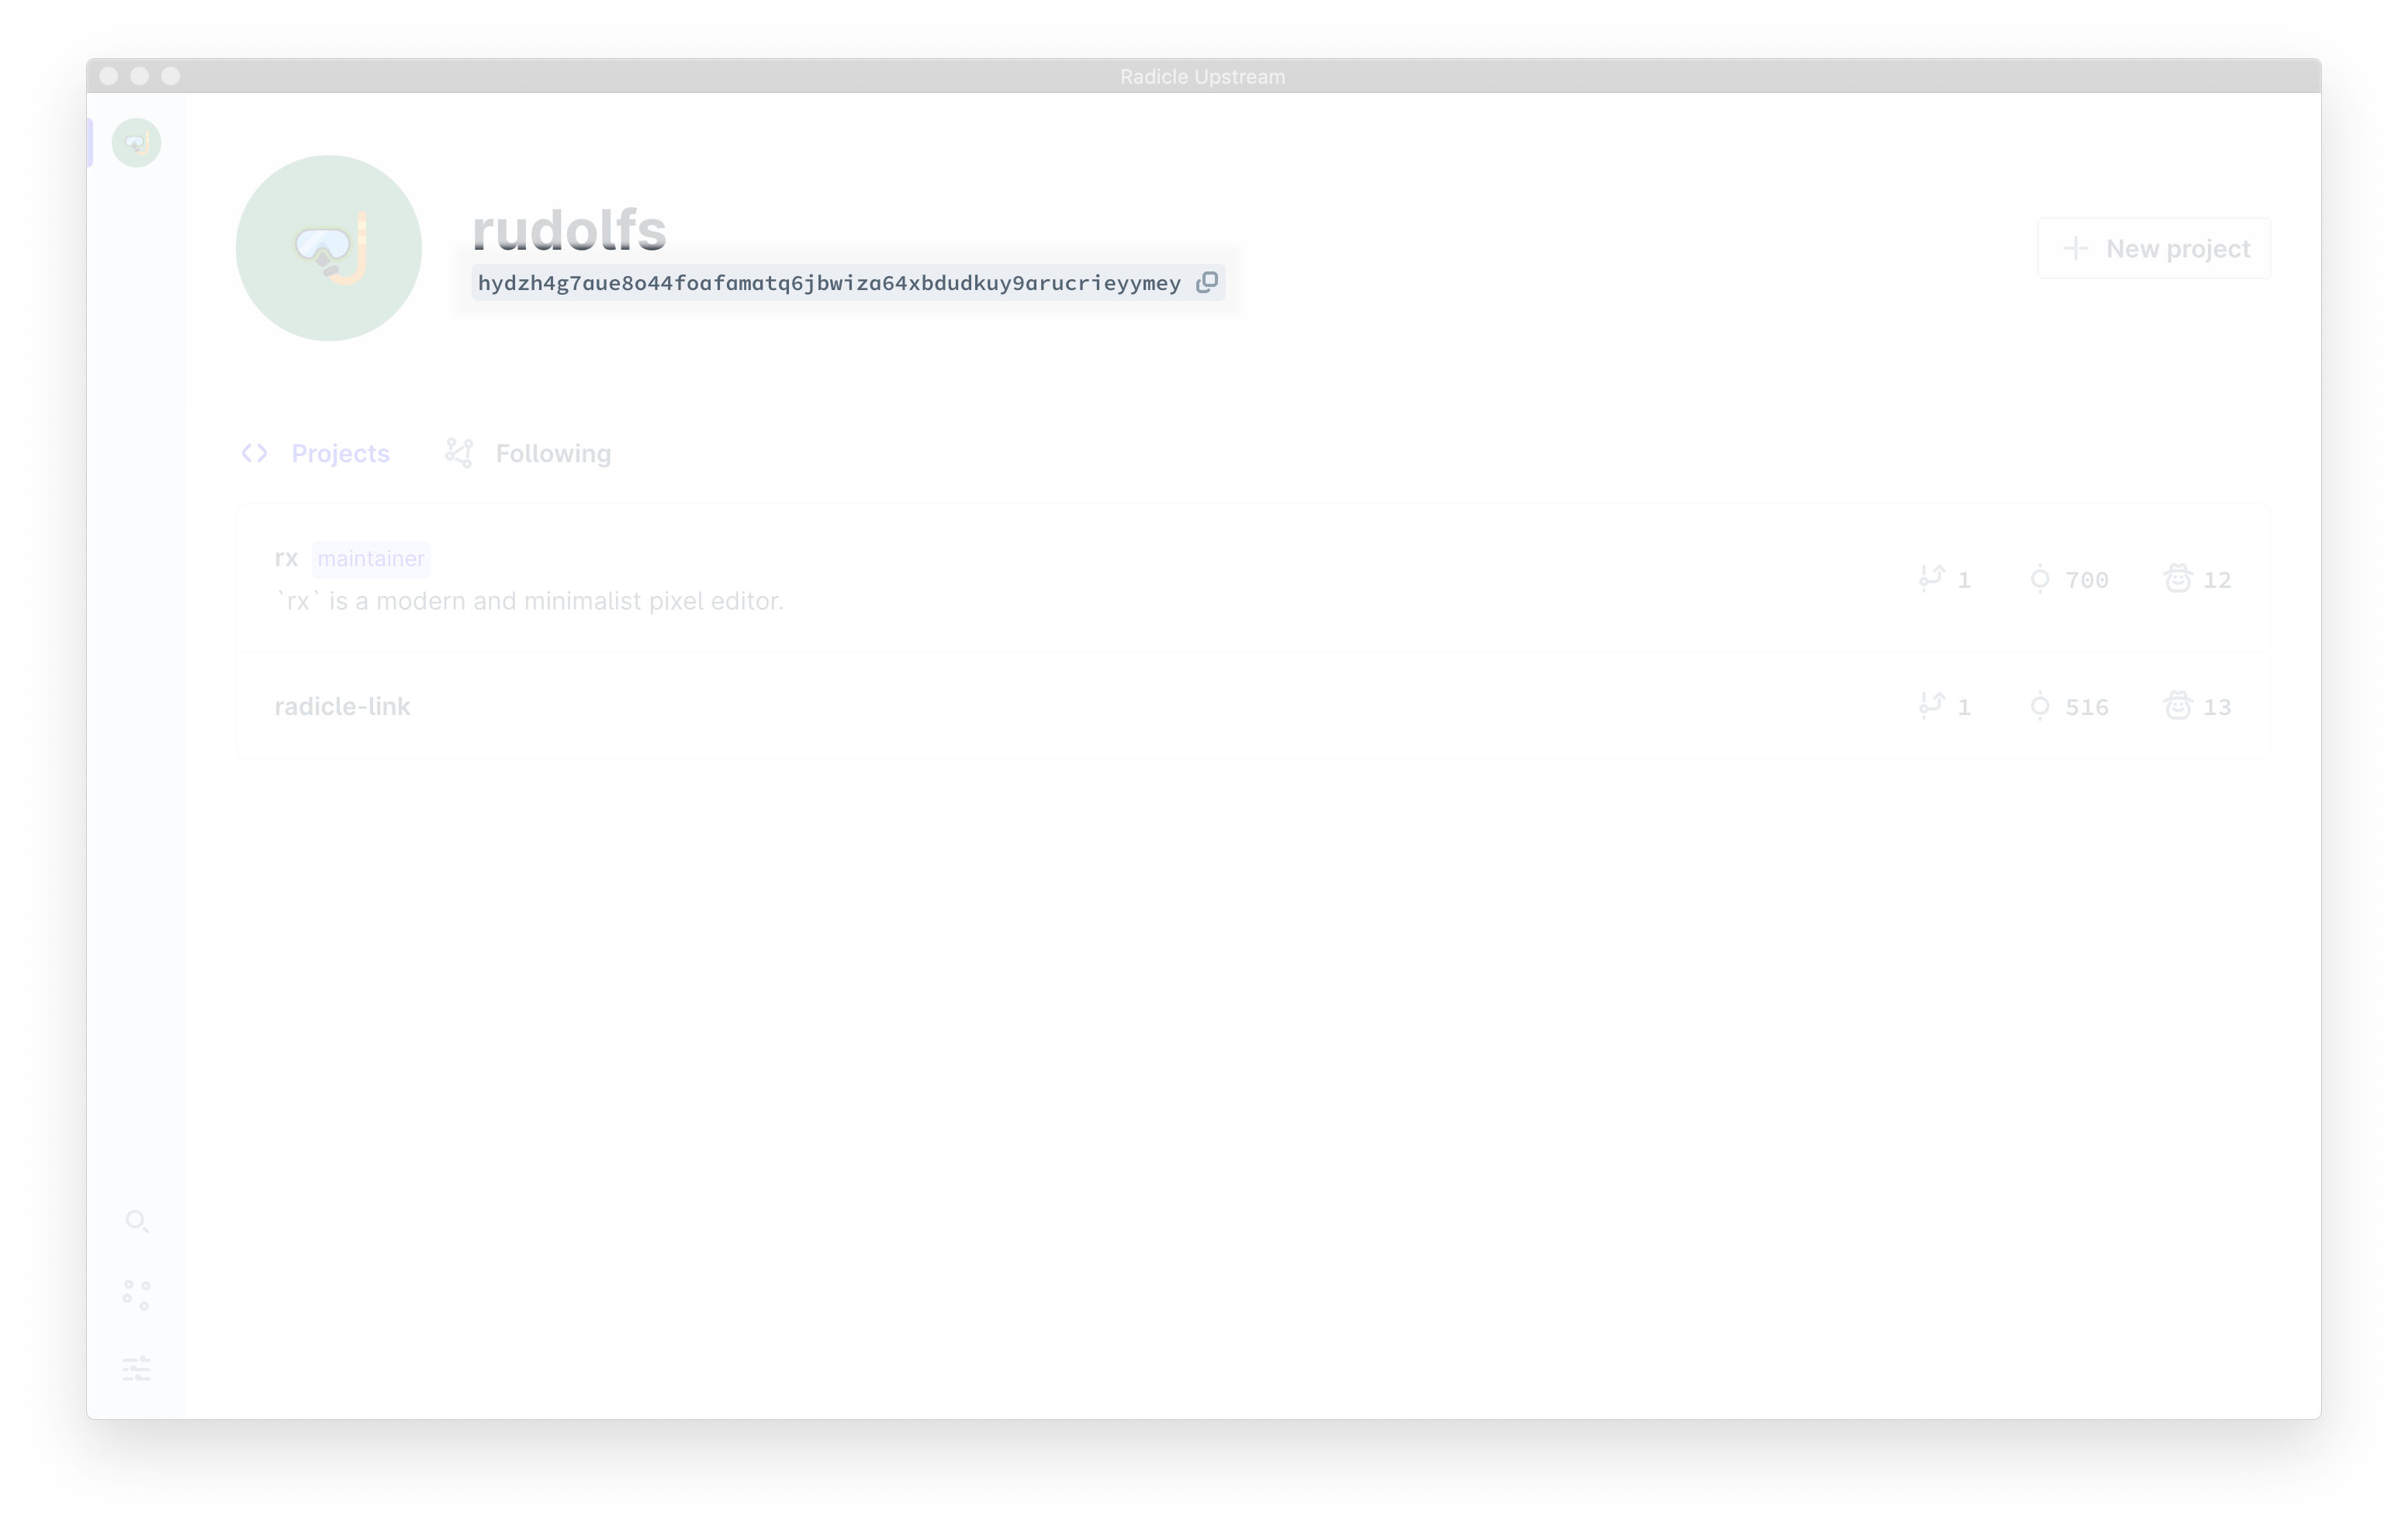 Radicle Upstream
rudolfs
hydzh4g7aue8o44foafamatq6jbwiza64xbdudkuy9arucrieyymey
New project
Projects
Following
rx maintainer
`rx` is a modern and minimalist pixel editor.
1 700 12
radicle-link
1 516 13